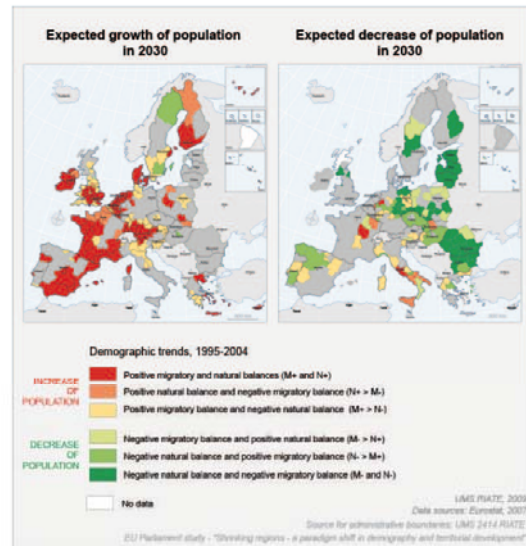 Expected growth of population
in 2030
Expected decrease of population
in 2030
Demographic trends, 1995-2004
INCREASE
OF
POPULATION
Positive migratory and natural balances (M+ and N+)
Positive natural balance and negative migratory balance (N+ > M-)
Positive migratory balance and negative natural balance (M+ > N-)
DECREASE
OF
POPULATION
Negative migratory balance and positive natural balance (M- > N+)
Negative natural balance and positive migratory balance (N- > M+)
Negative natural balance and negative migratory balance (M- and N-)
No data
UMS RIATE, 2009
Data sources: Eurostat, 2007
Source for administrative boundaries: UMS 2414 RIATE
EU Parliament study - "Shrinking regions - a paradigm shift in demography and territorial development"